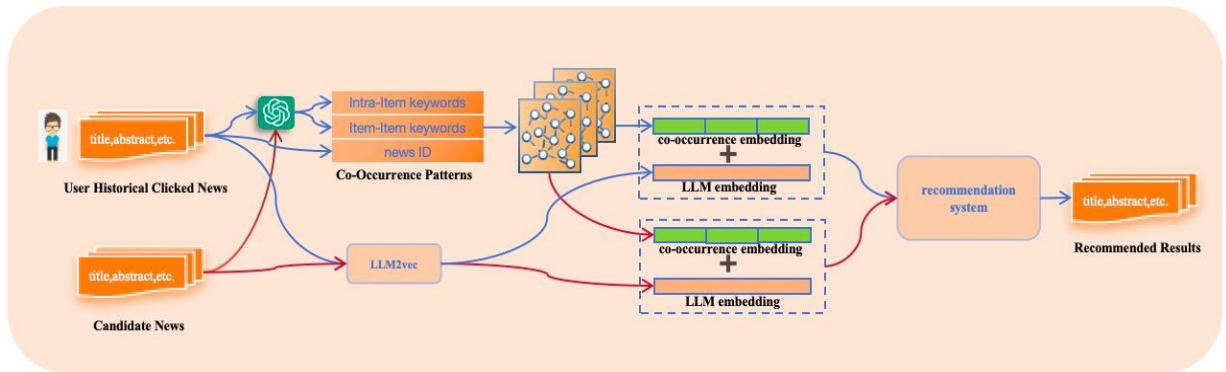 title,abstract,etc.
User Historical Clicked News
Intra-Item keywords
Item-Item keywords
news ID
Co-Occurrence Patterns
co-occurrence embedding
+
LLM embedding
co-occurrence embedding
+
LLM embedding
recommendation
system
title,abstract,etc.
Recommended Results
title,abstract,etc.
Candidate News
LLM2vec